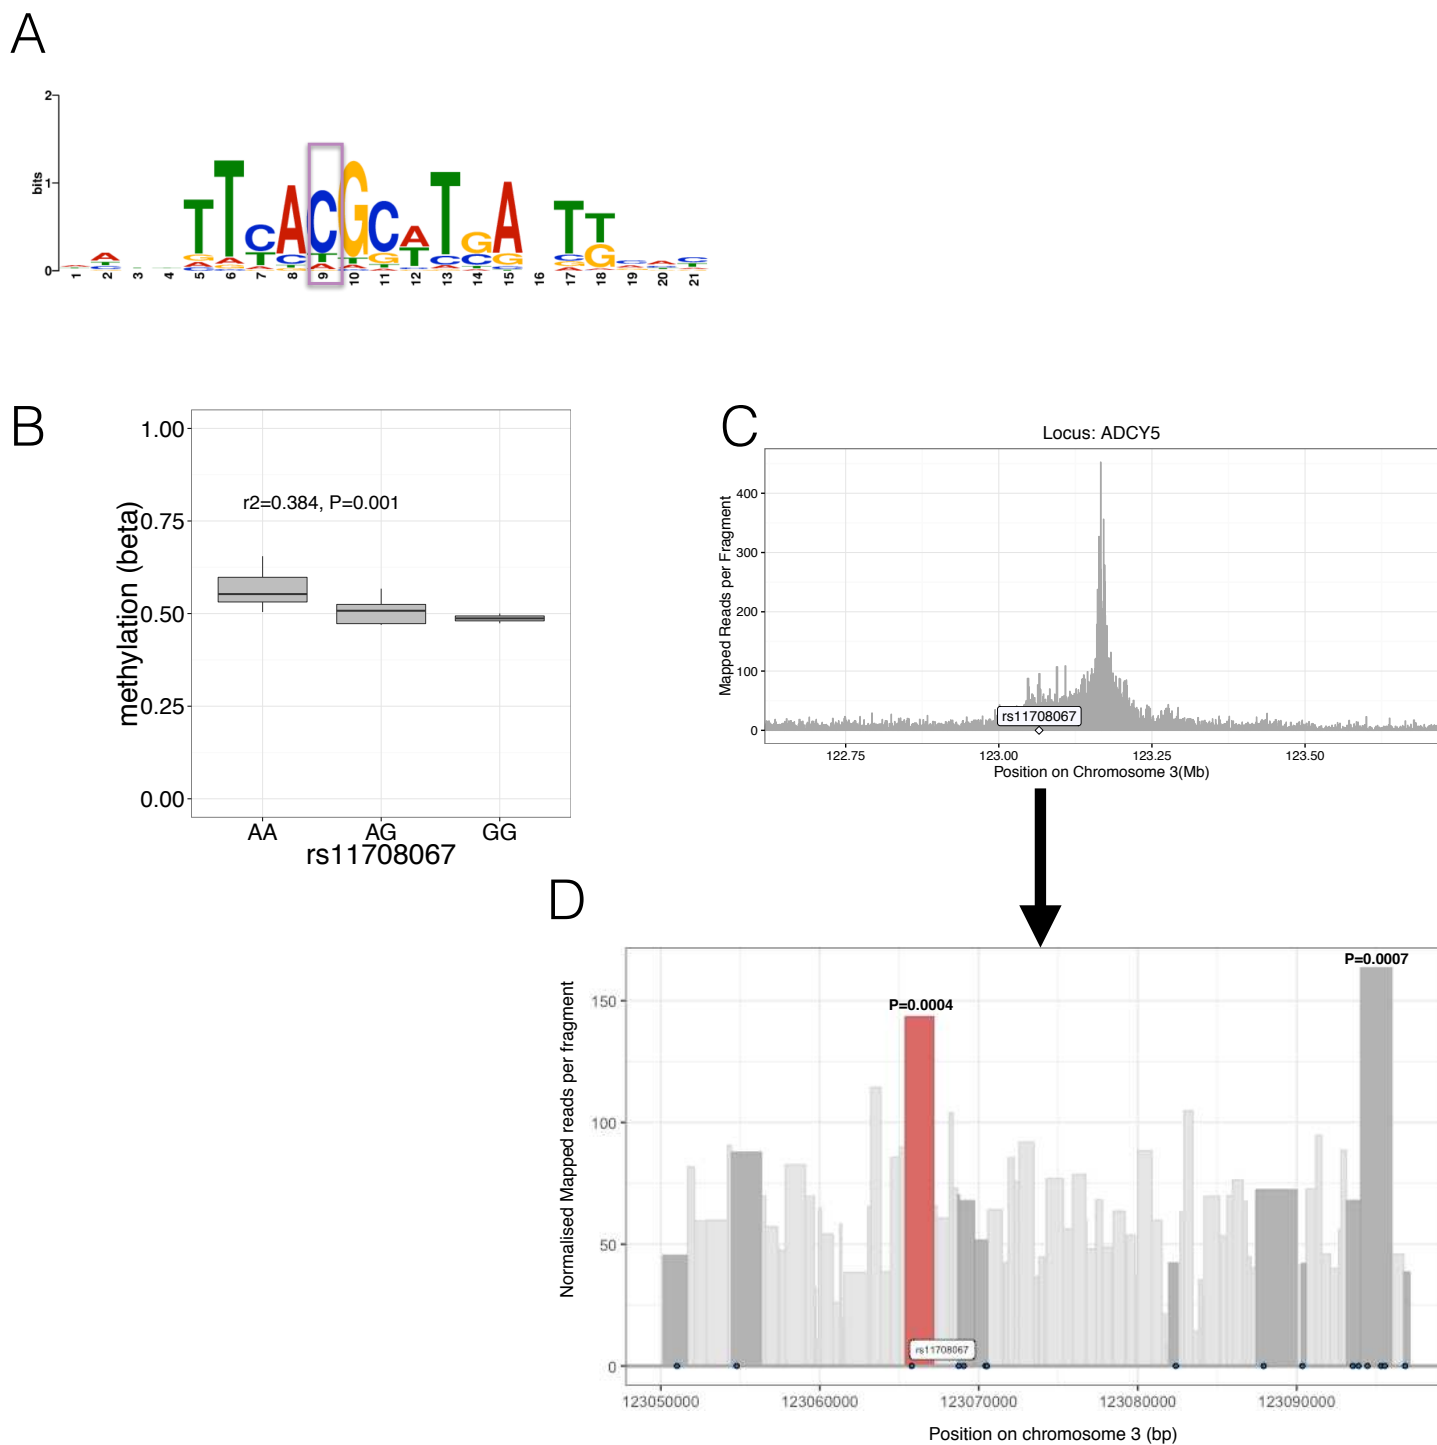 A
2
bits
1
0
TTCACGCATGA TT
1 2 3 4 5 6 7 8 9 10 11 12 13 14 15 16 17 18 19 20 21
B
1.00
r2=0.384, P=0.001
0.75
methylation (beta)
0.50
0.25
0.00
AA AG GG
rs11708067
C
Locus: ADCY5
Mapped Reads per Fragment
400
300
200
100
0
rs11708067
122.75 123.00 123.25 123.50
Position on Chromosome 3(Mb)
D
P=0.0007
P=0.0004
Normalised Mapped reads per fragment
150
100
50
0
rs11708067
123050000 123060000 123070000 123080000 123090000
Position on chromosome 3 (bp)